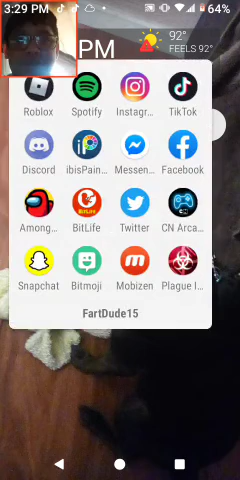 3:29 PM 64%
PM 92°
FEELS 92°
Roblox Spotify Instagr... TikTok
Discord ibisPain... Messen... Facebook
Among... BitLife Twitter CN Arca...
Snapchat Bitmoji Mobizen Plague I...
FartDude15